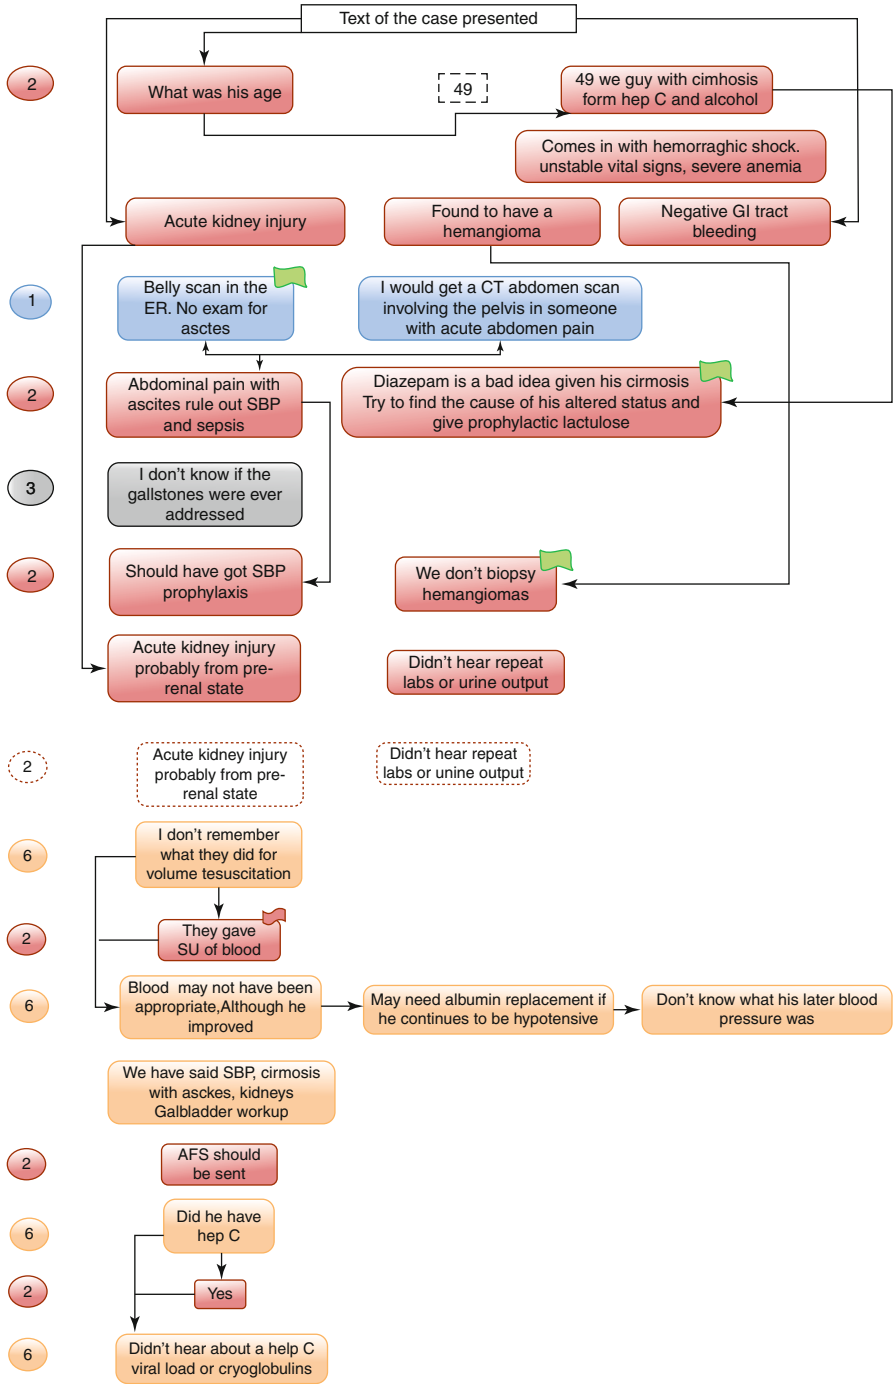 Text of the case presented
2
What was his age
49
49 we guy with cimhosis
form hep C and alcohol
Comes in with hemorraghic shock.
unstable vital signs, severe anemia
Acute kidney injury
Found to have a
hemangioma
Negative GI tract
bleeding
1
Belly scan in the
ER. No exam for
asctes
I would get a CT abdomen scan
involving the pelvis in someone
with acute abdomen pain
2
Abdominal pain with
ascites rule out SBP
and sepsis
Diazepam is a bad idea given his cirmosis
Try to find the cause of his altered status and
give prophylactic lactulose
3
I don't know if the
gallstones were ever
addressed
2
Should have got SBP
prophylaxis
We don't biopsy
hemangiomas
Acute kidney injury
probably from pre-
renal state
Didn't hear repeat
labs or urine output
2
Acute kidney injury
probably from pre-
renal state
Didn't hear repeat
labs or unine output
6
I don't remember
what they did for
volume tesuscitation
2
They gave
SU of blood
6
Blood may not have been
appropriate,Although he
improved
May need albumin replacement if
he continues to be hypotensive
Don't know what his later blood
pressure was
We have said SBP, cirmosis
with asckes, kidneys
Galbladder workup
2
AFS should
be sent
6
Did he have
hep C
2
Yes
6
Didn't hear about a help C
viral load or cryoglobulins